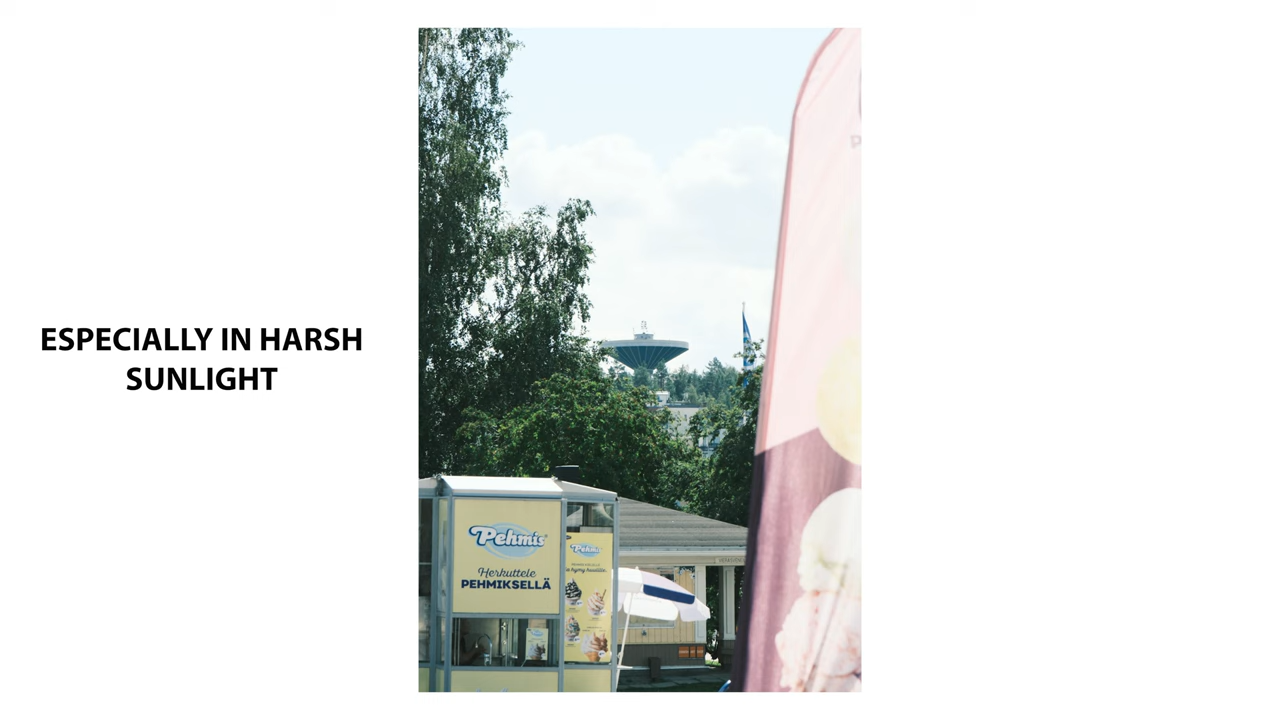 ESPECIALLY IN HARSH
SUNLIGHT
Pehmis
Herkuttele
PEHMIKSELLÄ
Pehmis